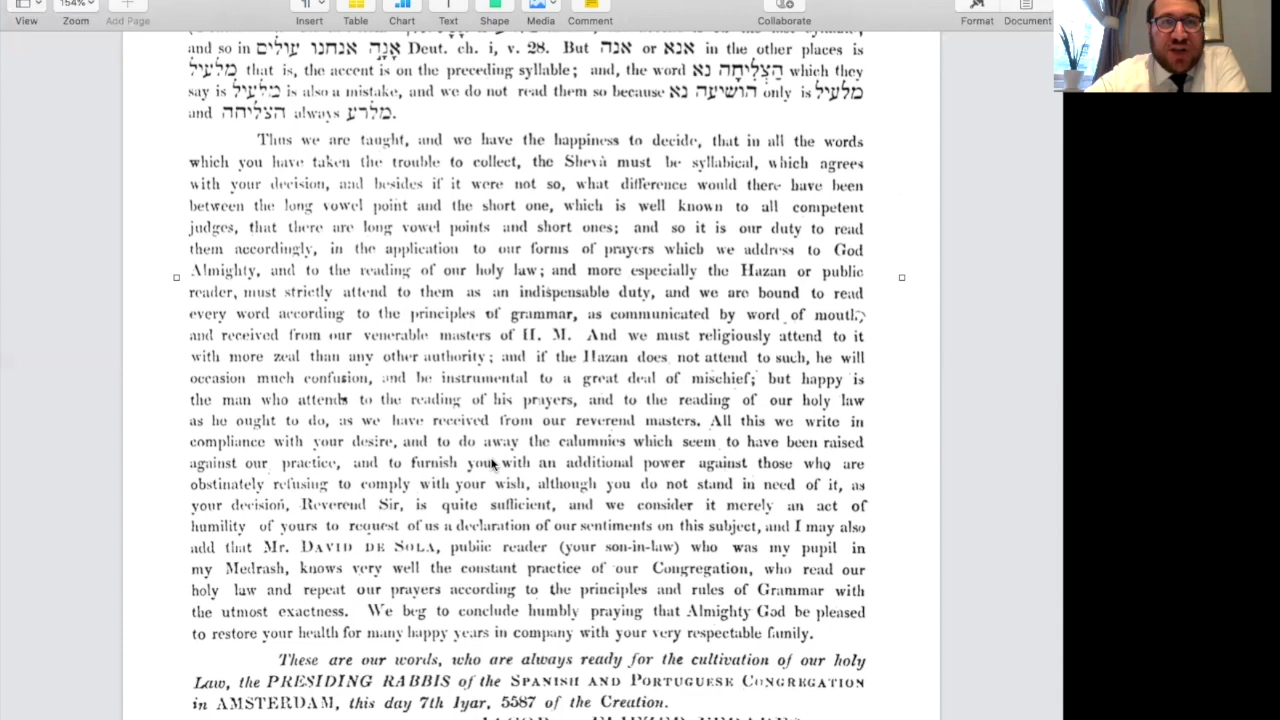 154%
View Zoom Add Page Insert Table Chart Text Shape Media Comment Collaborate Format Document
and so in אָנָה אנחנו עולים Deut. ch. i, v. 28. But אנה or אנא in the other places is
מלעיל that is, the accent is on the preceding syllable; and, the word הַצְלִיחָה נא which they
say is מלעיל is also a mistake, and we do not read them so because הושיעה נא only is מלעיל
and הצליחה always מלרע.
Thus we are taught, and we have the happiness to decide, that in all the words
which you have taken the trouble to collect, the Shevà must be syllabical, which agrees
with your decision, and besides if it were not so, what difference would there have been
between the long vowel point and the short one, which is well known to all competent
judges, that there are long vowel points and short ones; and so it is our duty to read
them accordingly, in the application to our forms of prayers which we address to God
Almighty, and to the reading of our holy law; and more especially the Hazan or public
reader, must strictly attend to them as an indispensable duty, and we are bound to read
every word according to the principles of grammar, as communicated by word of mouth,
and received from our venerable masters of H. M. And we must religiously attend to it
with more zeal than any other authority; and if the Hazan does not attend to such, he will
occasion much confusion, and be instrumental to a great deal of mischief; but happy is
the man who attends to the reading of his prayers, and to the reading of our holy law
as he ought to do, as we have received from our reverend masters. All this we write in
compliance with your desire, and to do away the calumnies which seem to have been raised
against our practice, and to furnish you with an additional power against those who are
obstinately refusing to comply with your wish, although you do not stand in need of it, as
your decision, Reverend Sir, is quite sufficient, and we consider it merely an act of
humility of yours to request of us a declaration of our sentiments on this subject, and I may also
add that Mr. DAVID DE SOLA, public reader (your son-in-law) who was my pupil in
my Medrash, knows very well the constant practice of our Congregation, who read our
holy law and repeat our prayers according to the principles and rules of Grammar with
the utmost exactness. We beg to conclude humbly praying that Almighty God be pleased
to restore your health for many happy years in company with your very respectable family.
These are our words, who are always ready for the cultivation of our holy
Law, the PRESIDING RABBIS of the SPANISH AND PORTUGUESE CONGREGATION
in AMSTERDAM, this day 7th Iyar, 5587 of the Creation.